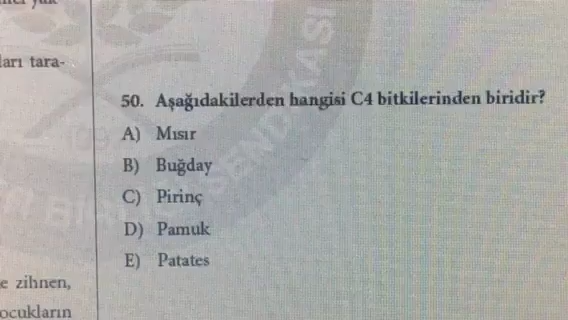 ları tara-
50. Aşağıdakilerden hangisi C4 bitkilerinden biridir?
A) Mısır
B) Buğday
C) Pirinç
D) Pamuk
E) Patates
e zihnen,
ocukların